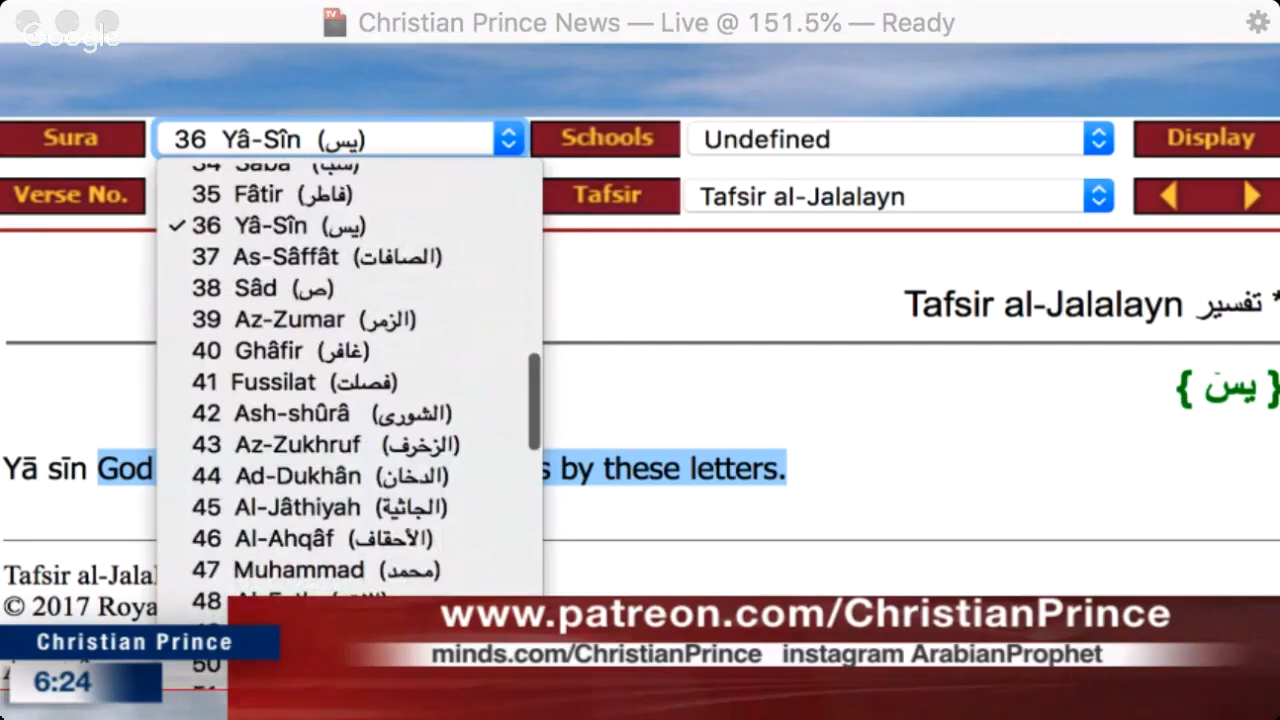 Christian Prince News — Live @ 151.5% — Ready
Google
Sura
36 Yâ-Sîn (يس)
Schools
Undefined
Display
Verse No.
Tafsir
Tafsir al-Jalalayn
34 Saba (سبأ)
35 Fâtir (فاطر)
✓ 36 Yâ-Sîn (يس)
37 As-Sâffât (الصافات)
38 Sâd (ص)
39 Az-Zumar (الزمر)
40 Ghâfir (غافر)
41 Fussilat (فصلت)
42 Ash-shûrâ (الشورى)
43 Az-Zukhruf (الزخرف)
44 Ad-Dukhân (الدخان)
45 Al-Jâthiyah (الجاثية)
46 Al-Ahqâf (الأحقاف)
47 Muhammad (محمد)
48
50
Tafsir al-Jalalayn تفسير *
{ يسۤ }
Yā sīn God s by these letters.
Tafsir al-Jala
© 2017 Roya
www.patreon.com/ChristianPrince
Christian Prince
minds.com/ChristianPrince instagram ArabianProphet
6:24